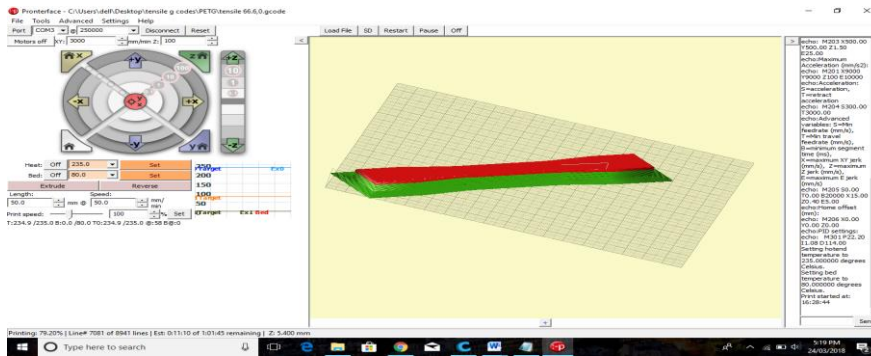 Pronterface - C:\Users\dell\Desktop\tensile g codes\PETG\tensile 66.6,0.gcode
File Tools Advanced Settings Help
Port COM3 @ 250000 Disconnect Reset
Load File SD Restart Pause Off
Motors off XY: 3000 mm/min Z: 100
+Y
+Z
X
Z
100
10
-X
+X
Y
-Y
-Z
Heat: Off 235.0 Set
Bed: Off 80.0 Set
Extrude Reverse
Length: Speed:
50.0 mm @ 50.0 mm/
min
Print speed: 100 % Set
200
150
100
50
Target Ex0
Target Ex1 Bed
T:234.9 /235.0 B:0.0 /80.0 T0:234.9 /235.0 @:58 B@:0
echo: M203 X500.00
Y500.00 Z1.50
E25.00
echo:Maximum
Acceleration (mm/s2):
echo: M201 X9000
Y9000 Z100 E10000
echo:Acceleration:
S=acceleration,
T=retract
acceleration
echo: M204 S300.00
T3000.00
echo:Advanced
variables: S=Min
feedrate (mm/s),
T=Min travel
feedrate (mm/s),
B=minimum segment
time (ms),
X=maximum XY jerk
(mm/s), Z=maximum
Z jerk (mm/s),
E=maximum E jerk
(mm/s)
echo: M205 S0.00
T0.00 B20000 X15.00
Z0.40 E5.00
echo:Home offset
(mm):
echo: M206 X0.00
Y0.00 Z0.00
echo:PID settings:
echo: M301 P22.20
I1.08 D114.00
Setting hotend
temperature to
235.000000 degrees
Celsius.
Setting bed
temperature to
80.000000 degrees
Celsius.
Print started at:
16:28:44
Send
Printing: 79.20% | Line# 7081 of 8941 lines | Est: 0:11:10 of 1:01:45 remaining | Z: 5.400 mm
Type here to search
5:19 PM
24/03/2018